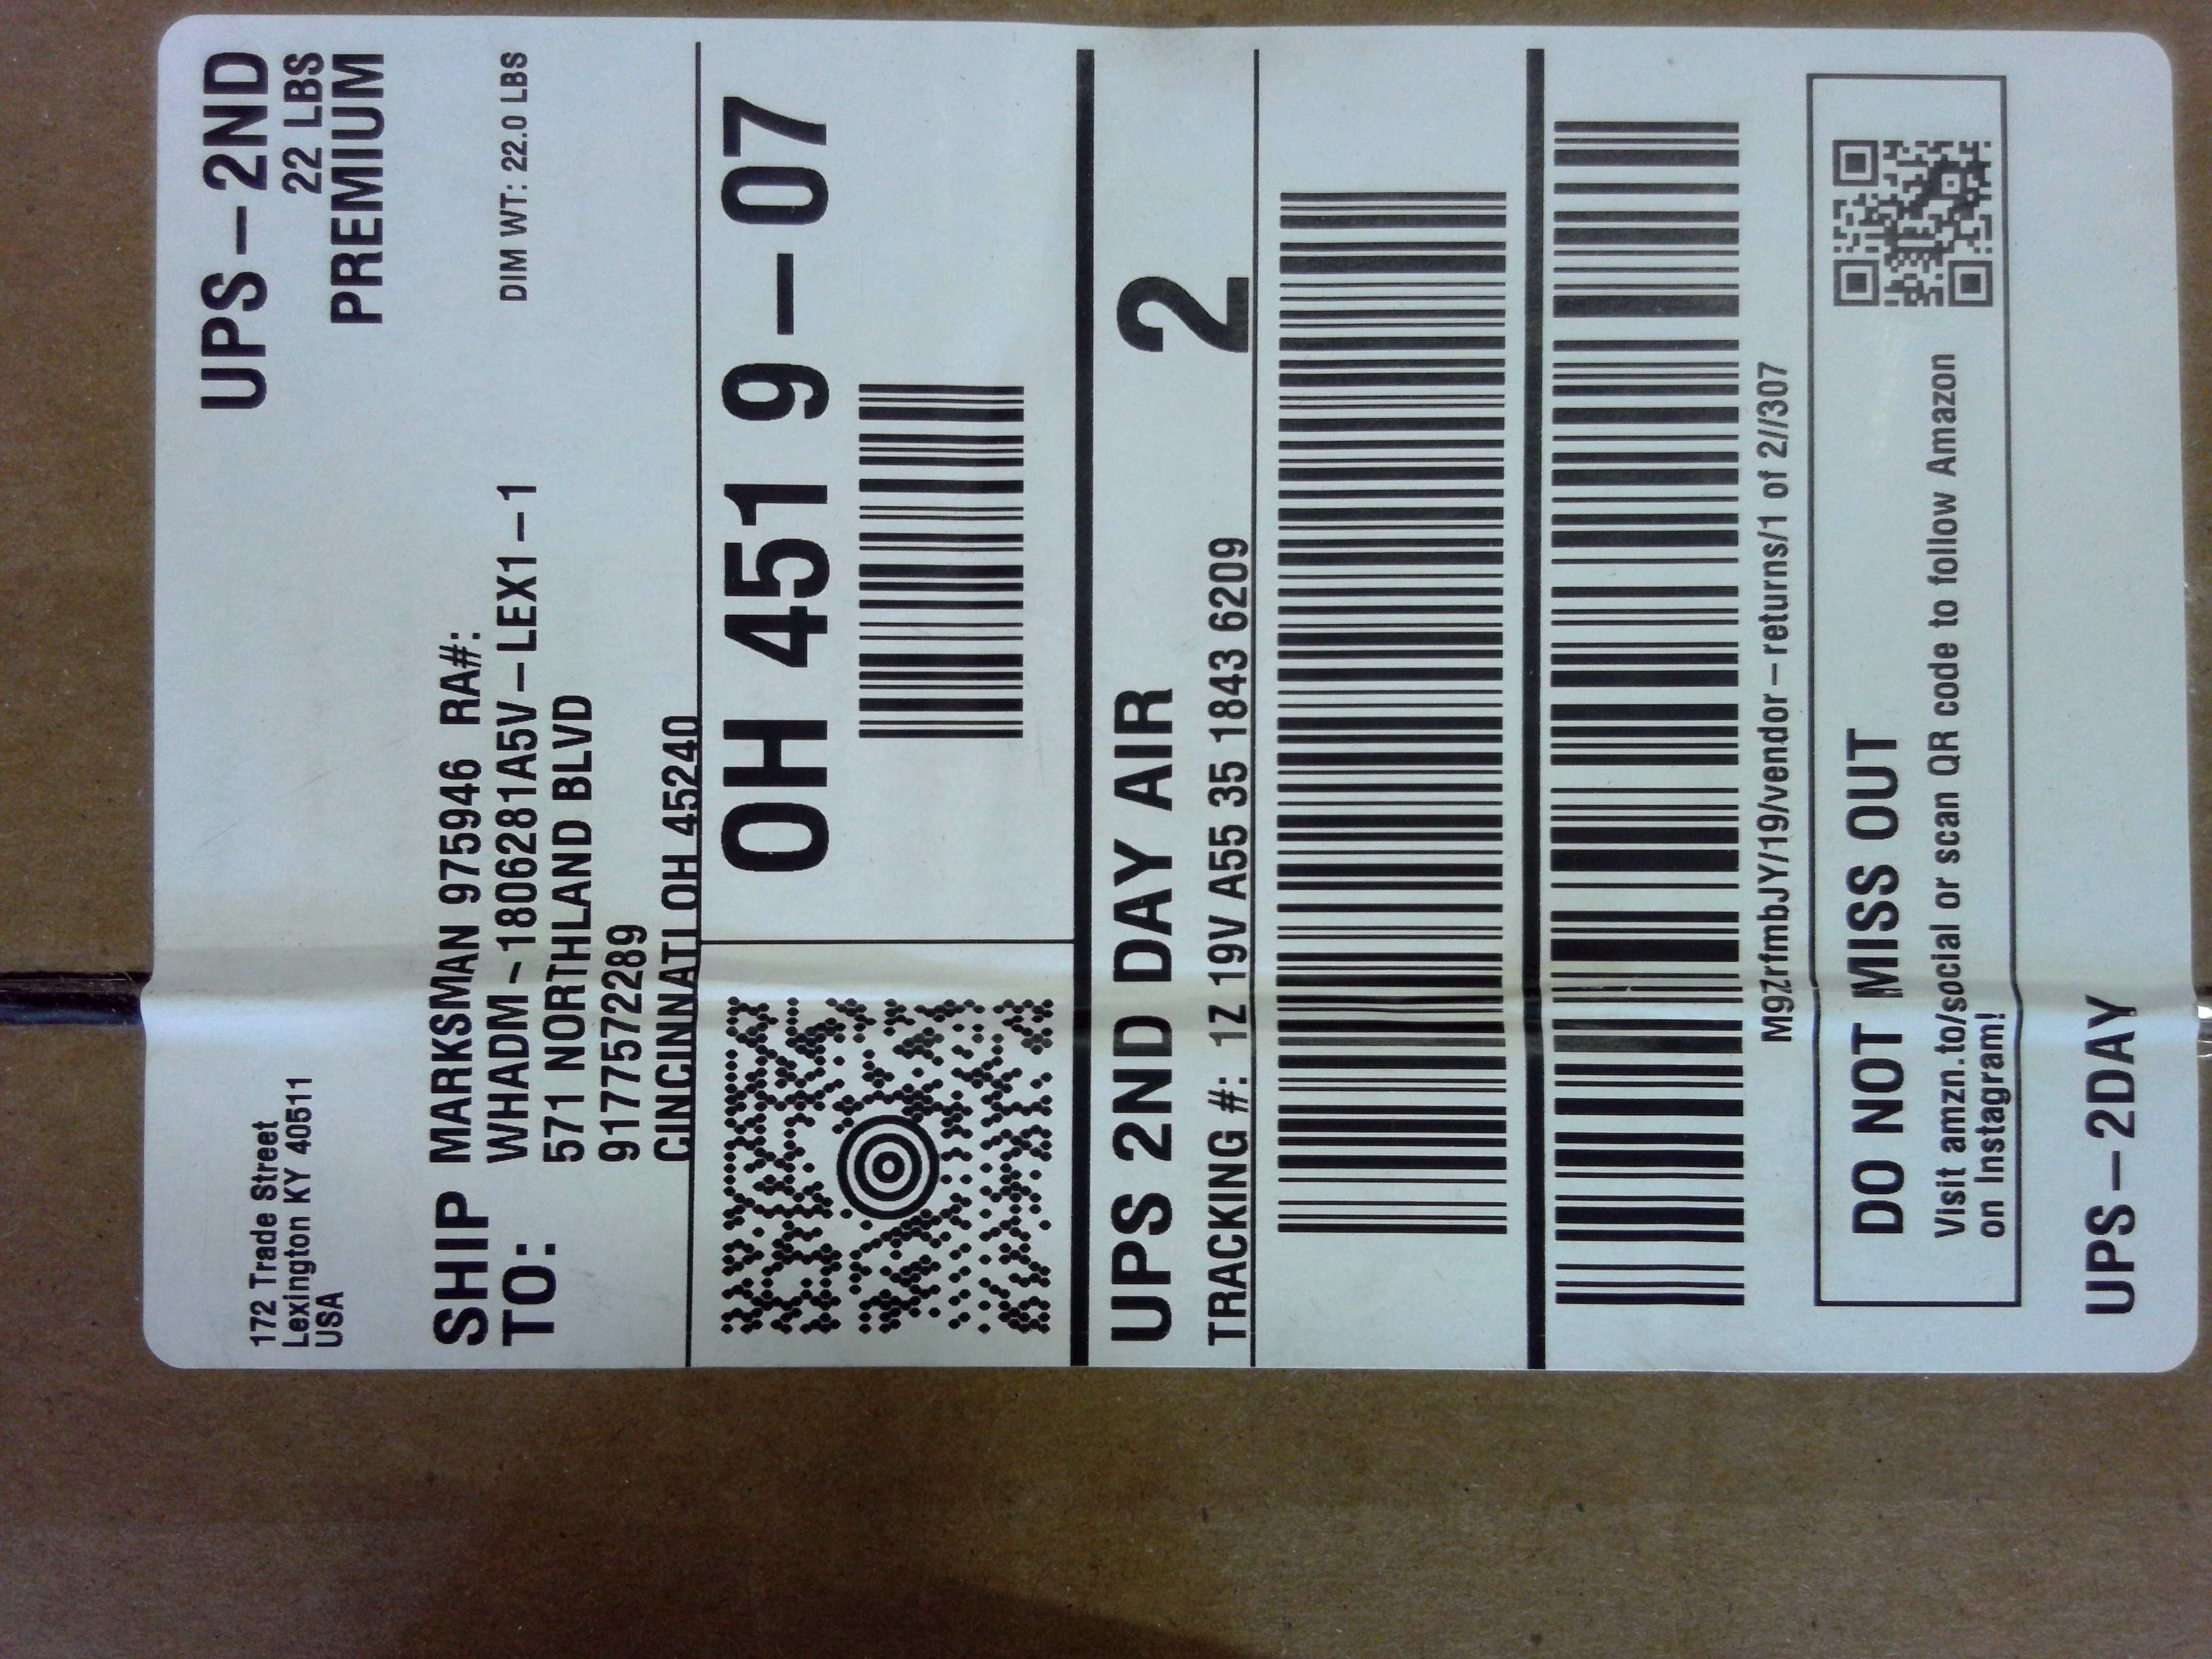 172 Trade Street
Lexington KY 40511
USA
UPS-2ND
22 LBS
PREMIUM
DIM WT: 22.0 LBS
SHIP TO:
MARKSMAN 975946 RA#:
WHADM-1806281A5V-LEX1-1
571 NORTHLAND BLVD
9177572289
CINCINNATI OH 45240
OH 451 9-07
UPS 2ND DAY AIR 2
TRACKING #: 1Z 19V A55 35 1843 6209
M9ZrfmbJY/19/vendor-returns/1 of 2//307
DO NOT MISS OUT
Visit amzn.to/social or scan QR code to follow Amazon
on Instagram!
UPS-2DAY